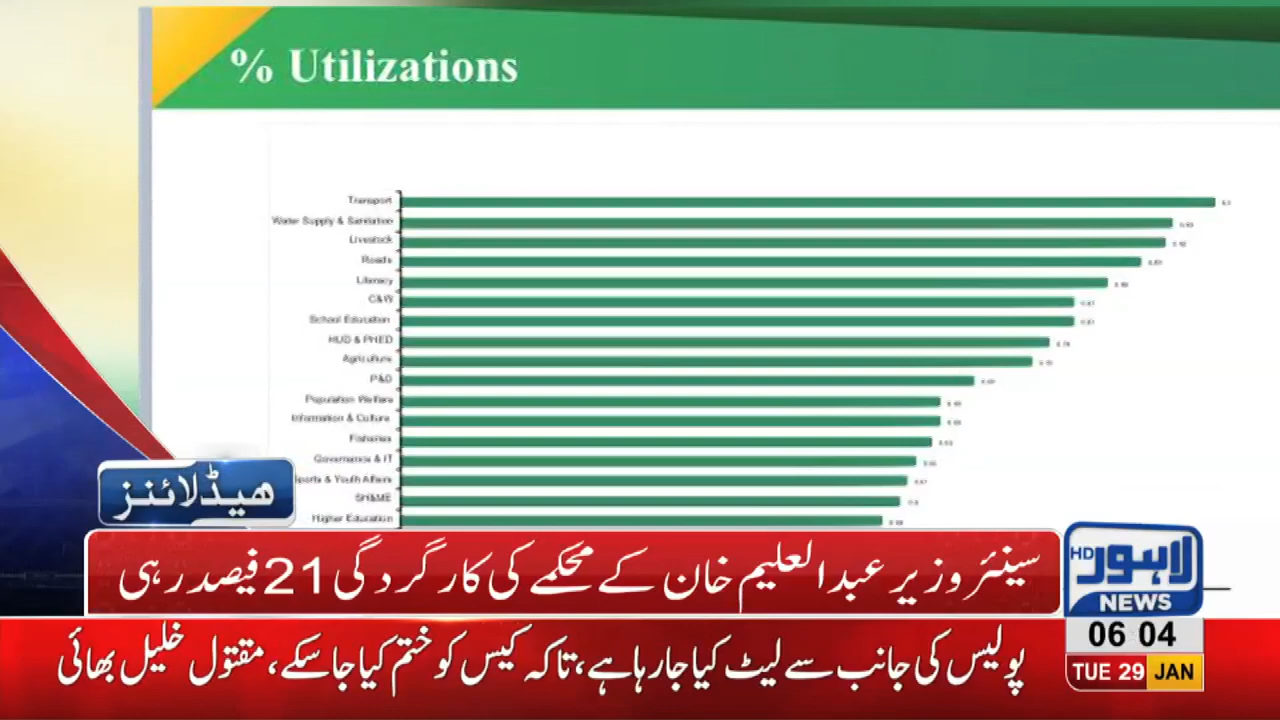 % Utilizations
Transport
Water Supply & Sanitation
Livestock
Roads
Literacy
C&W
School Education
HUD & PHED
Agriculture
P&D
Population Welfare
Information & Culture
Fisheries
Governance & IT
Sports & Youth Affairs
SH&ME
Higher Education
ھیڈلائنز
سینئر وزیر عبدالعلیم خان کے محکمے کی کارگردگی 21 فیصد رہی
HD لاہور
NEWS
06 04
TUE 29 JAN
پولیس کی جانب سے لیٹ کیا جارہا ہے، تاکہ کیس کو ختم کیا جاسکے، مقتول خلیل بھائی